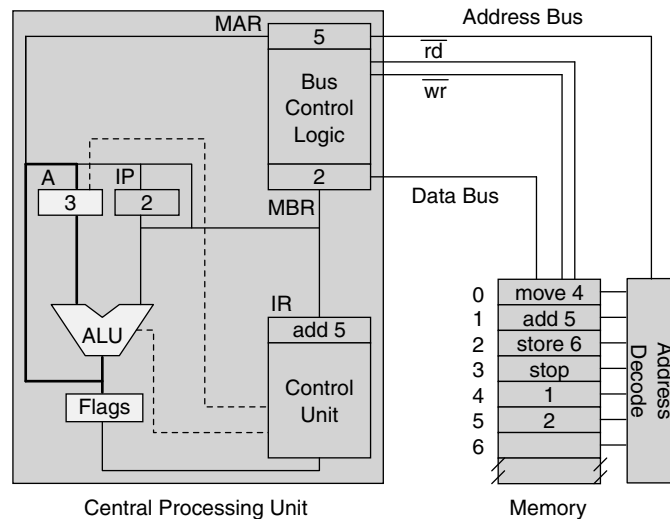 MAR
5
Address Bus
rd
wr
Bus
Control
Logic
2
MBR
Data Bus
A
3
IP
2
ALU
Flags
IR
add 5
Control
Unit
0 move 4
1 add 5
2 store 6
3 stop
4 1
5 2
6
Address
Decode
Central Processing Unit
Memory